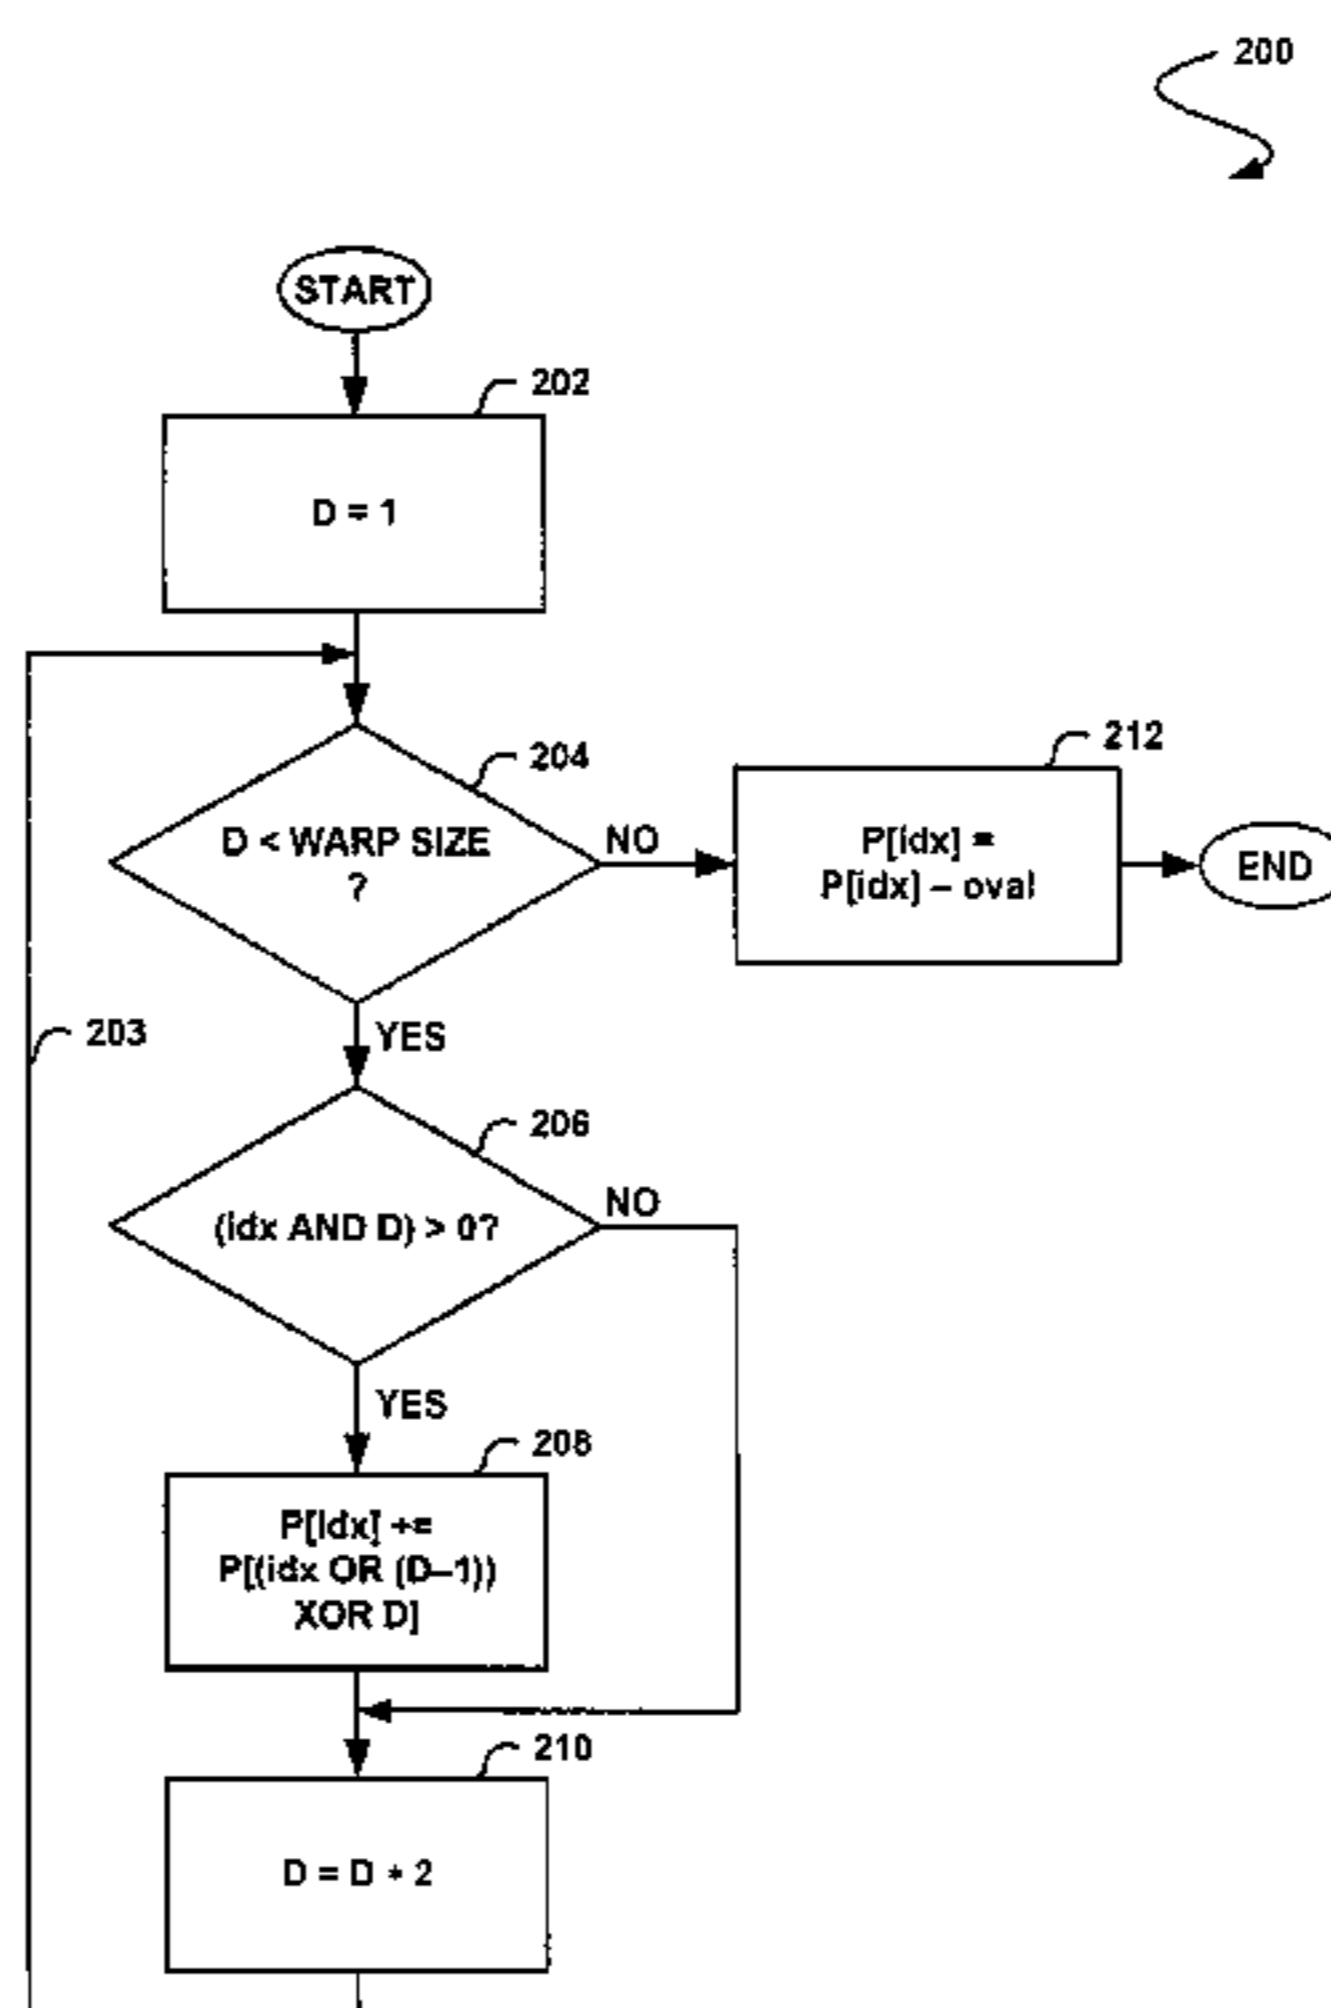 200
START
202
D = 1
204
D < WARP SIZE
?
NO
212
P[idx] =
P[idx] – oval
END
203
YES
206
(idx AND D) > 0?
NO
YES
208
P[idx] +=
P[(idx OR (D–1))
XOR D]
210
D = D * 2